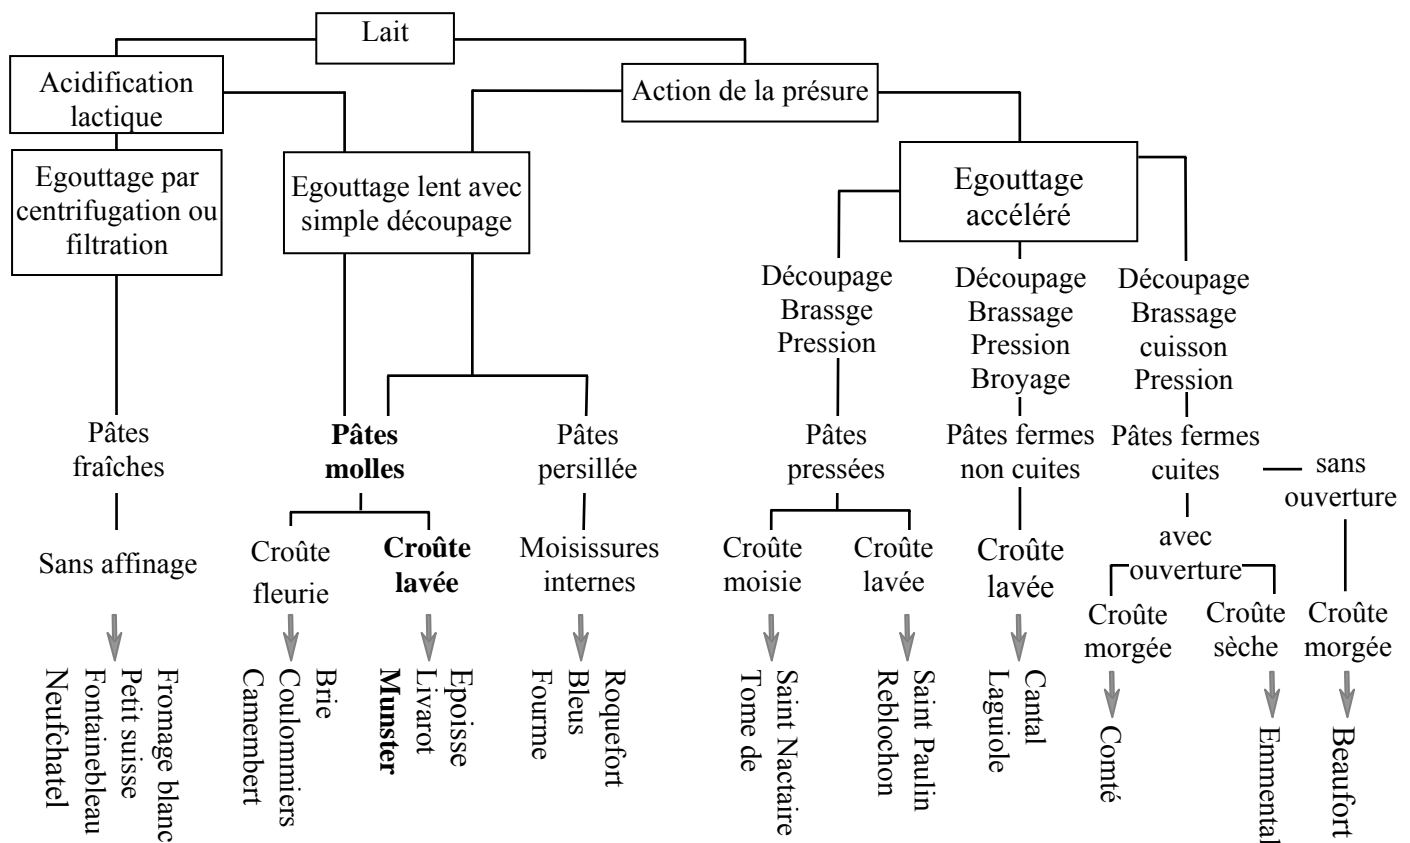 Lait
Acidification
lactique
Action de la présure
Egouttage par
centrifugation ou
filtration
Egouttage lent avec
simple découpage
Egouttage
accéléré
Découpage
Brassge
Pression
Découpage
Brassage
Pression
Broyage
Découpage
Brassage
cuisson
Pression
Pâtes
fraîches
Pâtes
molles
Pâtes
persillée
Pâtes
pressées
Pâtes fermes
non cuites
Pâtes fermes
cuites
sans
ouverture
avec
ouverture
Sans affinage
Croûte
fleurie
Croûte
lavée
Moisissures
internes
Croûte
moisie
Croûte
lavée
Croûte
lavée
Croûte
morgée
Croûte
sèche
Croûte
morgée
Fromage blanc
Petit suisse
Fontainebleau
Neufchatel
Brie
Coulommiers
Camembert
Epoisse
Livarot
Munster
Roquefort
Bleus
Fourme
Saint Nactaire
Tome de
Saint Paulin
Reblochon
Cantal
Laguiole
Comté
Emmental
Beaufort